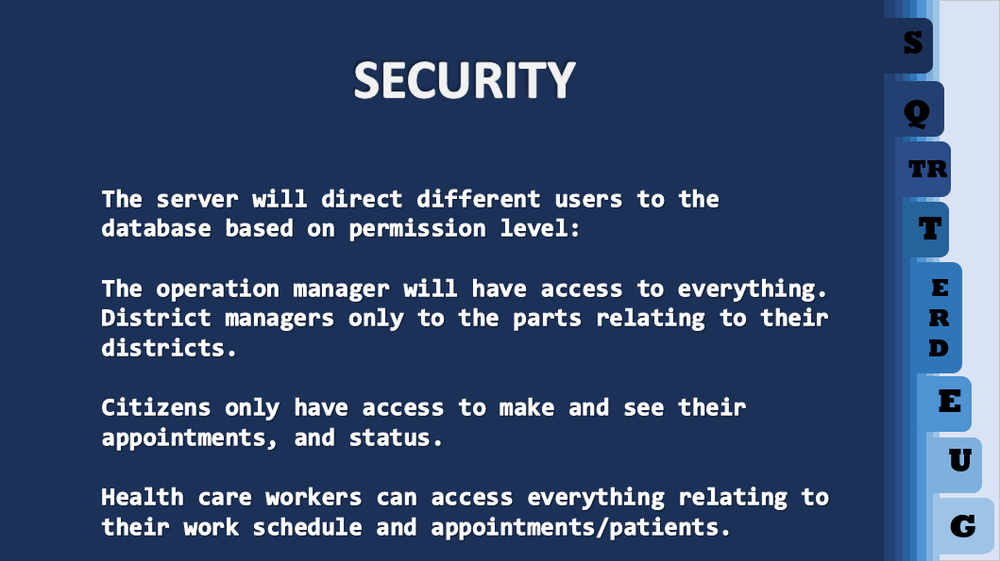 SECURITY
The server will direct different users to the
database based on permission level:
The operation manager will have access to everything.
District managers only to the parts relating to their
districts.
Citizens only have access to make and see their
appointments, and status.
Health care workers can access everything relating to
their work schedule and appointments/patients.
S
Q
TR
T
E
R
D
E
U
G